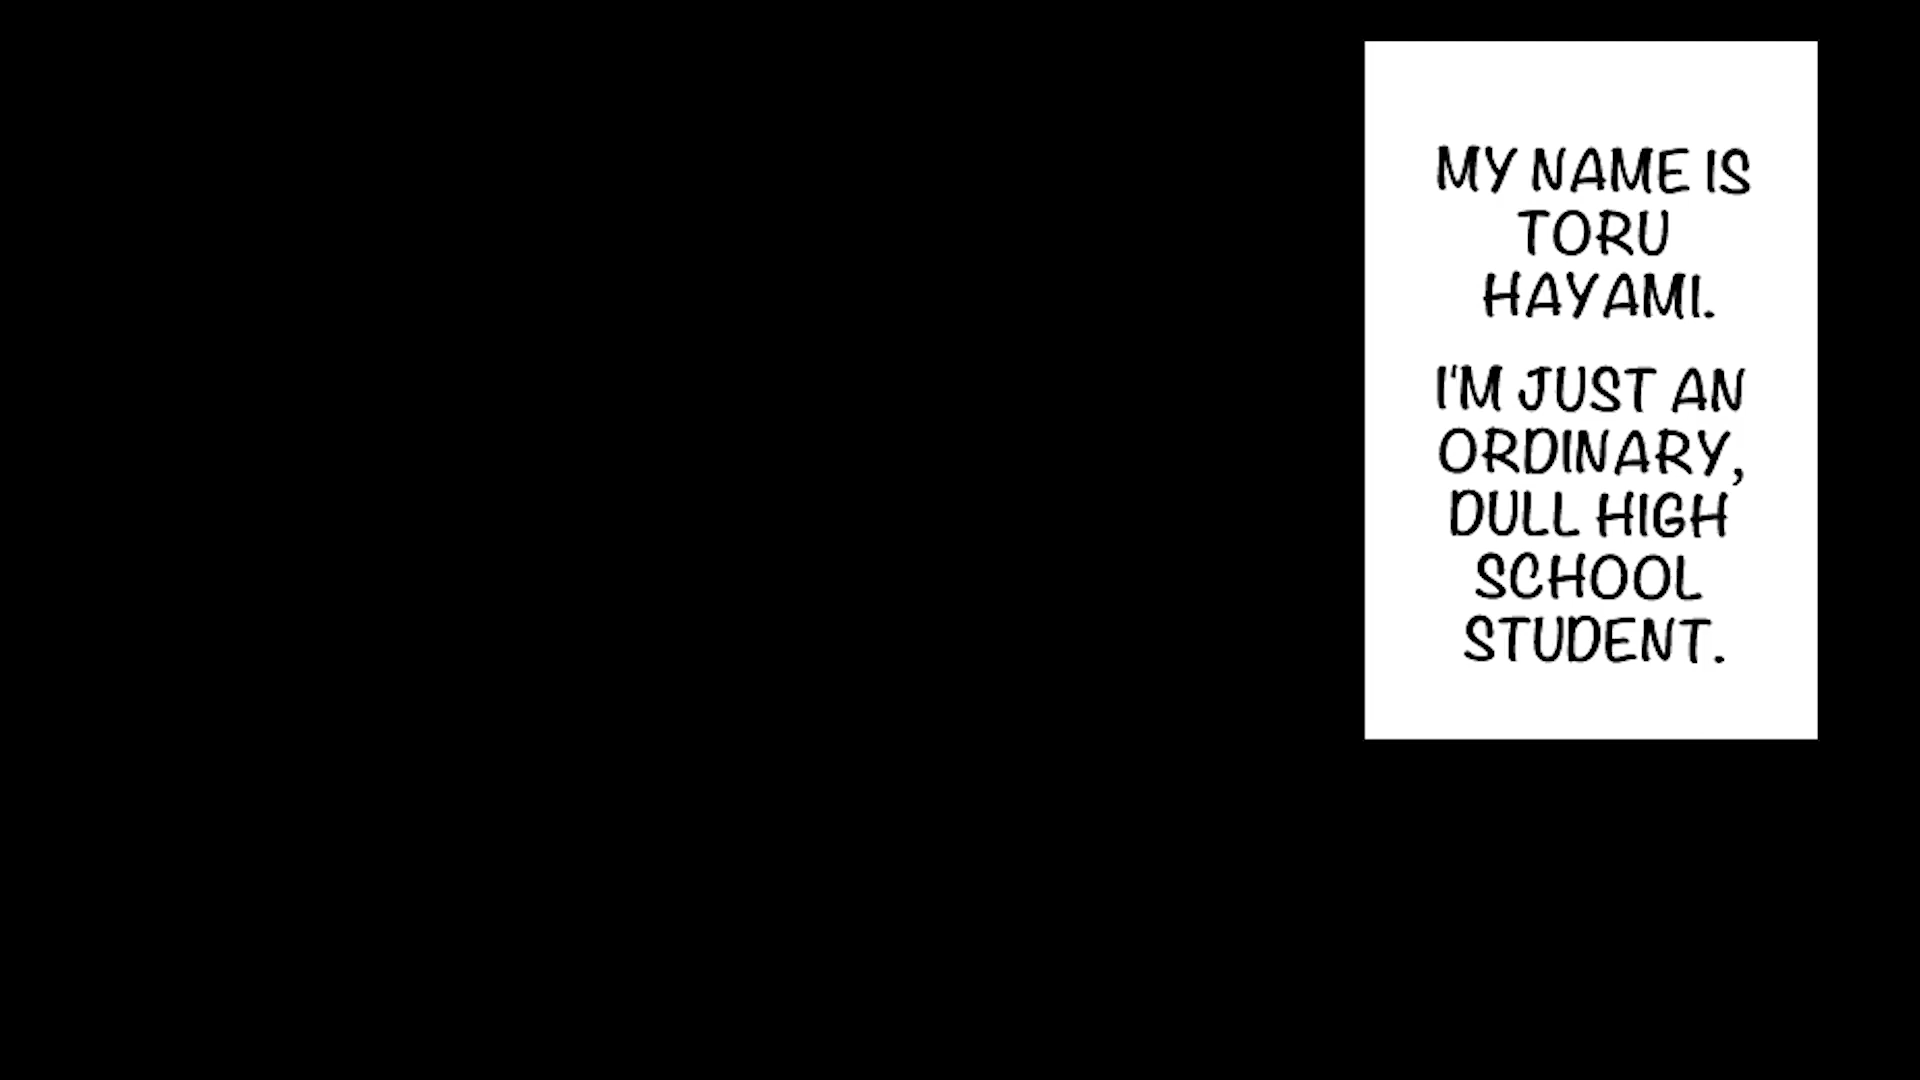 MY NAME IS
TORU
HAYAMI.
I'M JUST AN
ORDINARY,
DULL HIGH
SCHOOL
STUDENT.